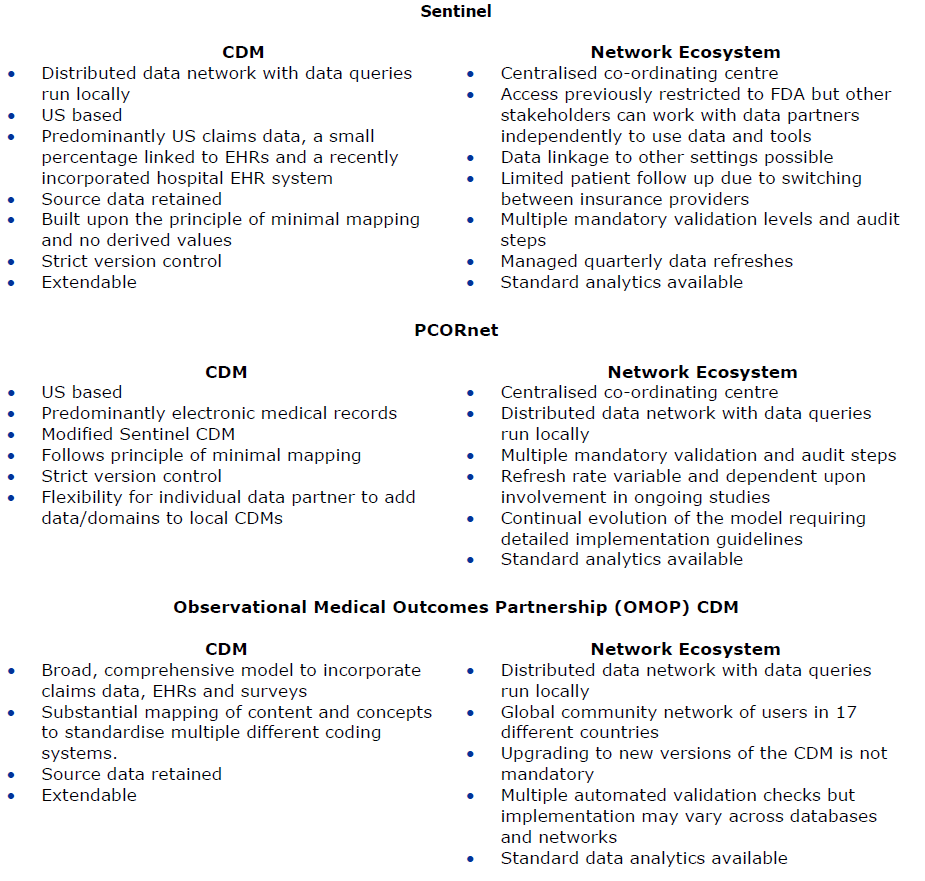 Sentinel
CDM
• Distributed data network with data queries
run locally
• US based
• Predominantly US claims data, a small
percentage linked to EHRs and a recently
incorporated hospital EHR system
• Source data retained
• Built upon the principle of minimal mapping
and no derived values
• Strict version control
• Extendable
Network Ecosystem
• Centralised co-ordinating centre
• Access previously restricted to FDA but other
stakeholders can work with data partners
independently to use data and tools
• Data linkage to other settings possible
• Limited patient follow up due to switching
between insurance providers
• Multiple mandatory validation levels and audit
steps
• Managed quarterly data refreshes
• Standard analytics available
PCORnet
CDM
• US based
• Predominantly electronic medical records
• Modified Sentinel CDM
• Follows principle of minimal mapping
• Strict version control
• Flexibility for individual data partner to add
data/domains to local CDMs
Network Ecosystem
• Centralised co-ordinating centre
• Distributed data network with data queries
run locally
• Multiple mandatory validation and audit steps
• Refresh rate variable and dependent upon
involvement in ongoing studies
• Continual evolution of the model requiring
detailed implementation guidelines
• Standard analytics available
Observational Medical Outcomes Partnership (OMOP) CDM
CDM
• Broad, comprehensive model to incorporate
claims data, EHRs and surveys
• Substantial mapping of content and concepts
to standardise multiple different coding
systems.
• Source data retained
• Extendable
Network Ecosystem
• Distributed data network with data queries
run locally
• Global community network of users in 17
different countries
• Upgrading to new versions of the CDM is not
mandatory
• Multiple automated validation checks but
implementation may vary across databases
and networks
• Standard data analytics available